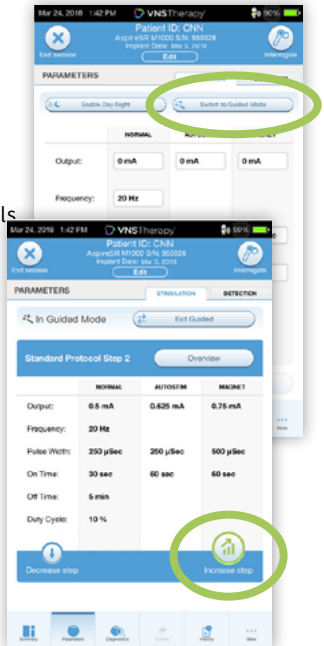 Mar 24, 2018 1:42 PM VNSTherapy 90%
Patient ID: CNN
AspireSR M1000 S/N: 955026
Implant Date: Mar 5, 2018
End session Edit Interrogate
PARAMETERS
Enable Day-Night Switch to Guided Mode
NORMAL
Output: 0 mA 0 mA 0 mA
Frequency: 20 Hz
ls
Mar 24, 2018 1:42 PM VNSTherapy 90%
Patient ID: CNN
AspireSR M1000 S/N: 955026
Implant Date: Mar 5, 2018
End session Edit Interrogate
PARAMETERS STIMULATION DETECTION
In Guided Mode Exit Guided
Standard Protocol Step 2 Overview
NORMAL AUTOSTIM MAGNET
Output: 0.5 mA 0.625 mA 0.75 mA
Frequency: 20 Hz
Pulse Width: 250 µSec 250 µSec 500 µSec
On Time: 30 sec 60 sec 60 sec
Off Time: 5 min
Duty Cycle: 10 %
Decrease step Increase step
Summary Parameters Diagnostics More